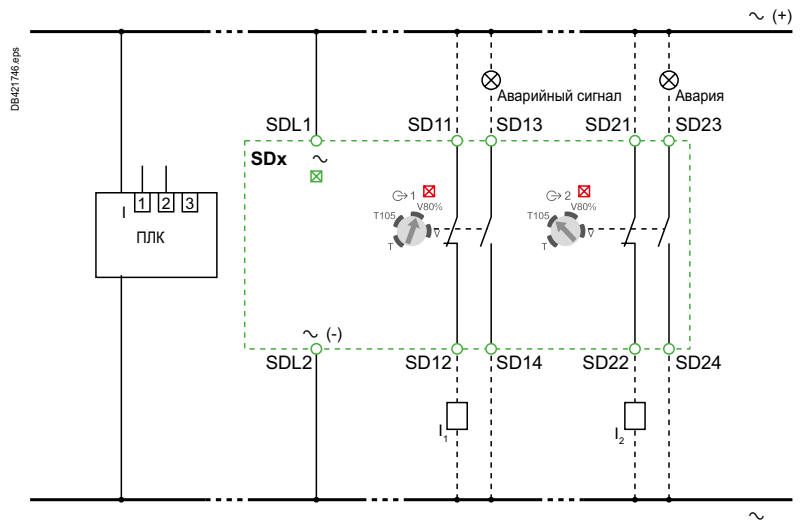 ∼ (+)
DB421746.eps
Аварийный сигнал
Авария
SDL1
SD11
SD13
SD21
SD23
SDx
∼
1
V80%
T105
V
T
2
V80%
T105
V
T
I
1 2 3
ПЛК
∼ (-)
SDL2
SD12
SD14
SD22
SD24
I1
I2
∼